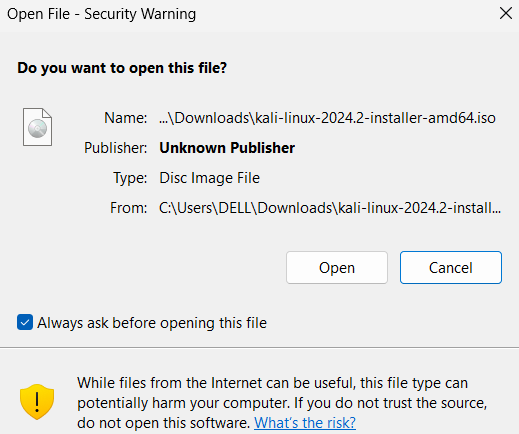 Open File - Security Warning
Do you want to open this file?
Name: ...\Downloads\kali-linux-2024.2-installer-amd64.iso
Publisher: Unknown Publisher
Type: Disc Image File
From: C:\Users\DELL\Downloads\kali-linux-2024.2-install...
Open Cancel
Always ask before opening this file
While files from the Internet can be useful, this file type can
potentially harm your computer. If you do not trust the source,
do not open this software. What's the risk?